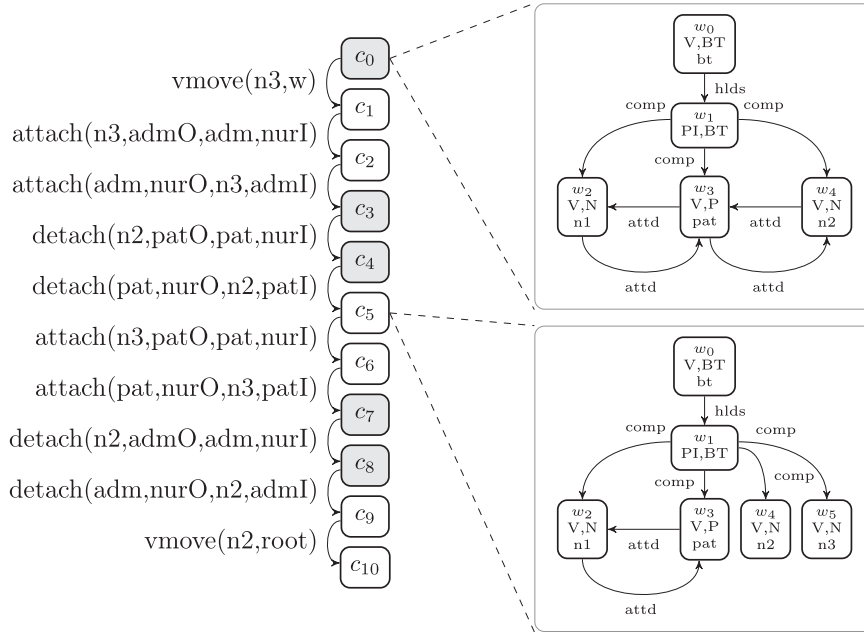 c0
vmove(n3,w)
c1
attach(n3,admO,adm,nurI)
c2
attach(adm,nurO,n3,admI)
c3
detach(n2,patO,pat,nurI)
c4
detach(pat,nurO,n2,patI)
c5
attach(n3,patO,pat,nurI)
c6
attach(pat,nurO,n3,patI)
c7
detach(n2,admO,adm,nurI)
c8
detach(adm,nurO,n2,admI)
c9
vmove(n2,root)
c10
w0
V,BT
bt
hlds
comp
comp
w1
PI,BT
comp
w2
V,N
n1
w3
V,P
pat
w4
V,N
n2
attd
attd
attd
attd
w0
V,BT
bt
hlds
comp
comp
w1
PI,BT
comp
comp
w2
V,N
n1
w3
V,P
pat
w4
V,N
n2
w5
V,N
n3
attd
attd